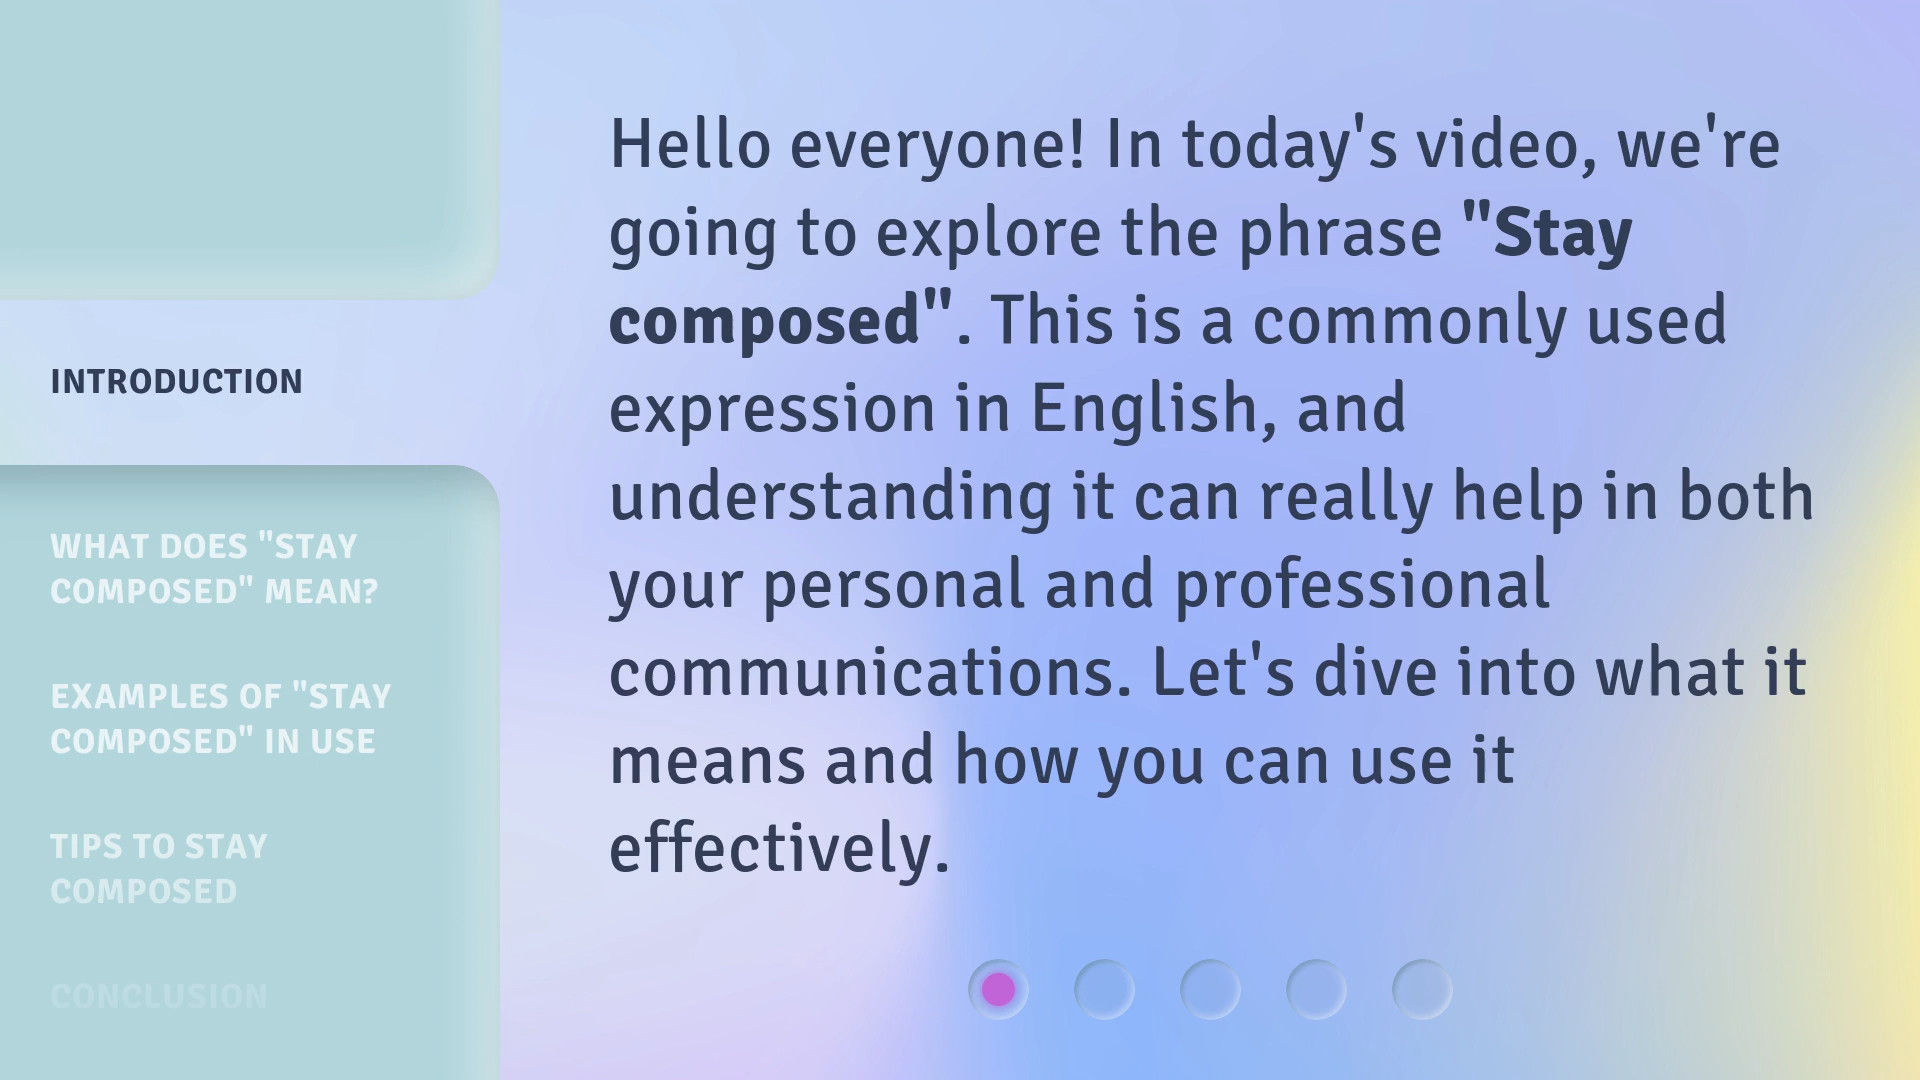 INTRODUCTION
WHAT DOES "STAY
COMPOSED" MEAN?
EXAMPLES OF "STAY
COMPOSED" IN USE
TIPS TO STAY
COMPOSED
CONCLUSION
Hello everyone! In today's video, we're
going to explore the phrase "Stay
composed". This is a commonly used
expression in English, and
understanding it can really help in both
your personal and professional
communications. Let's dive into what it
means and how you can use it
effectively.